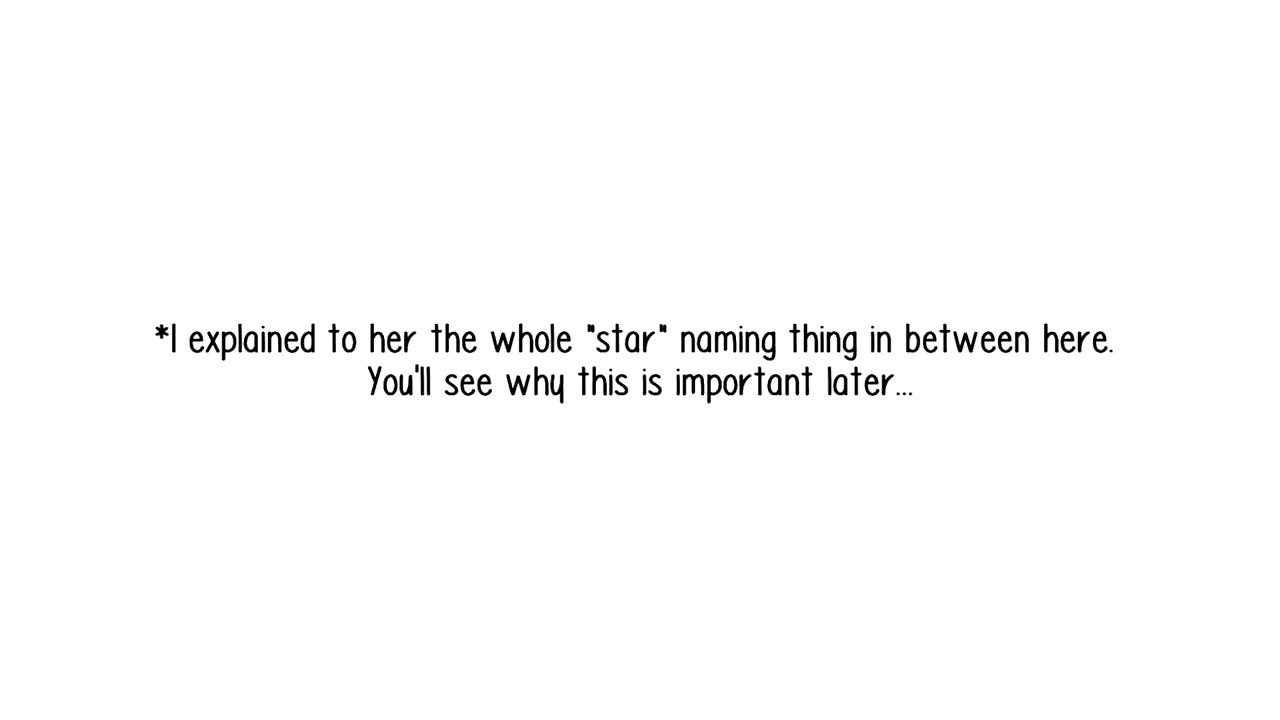 *I explained to her the whole "star" naming thing in between here.
You'll see why this is important later...